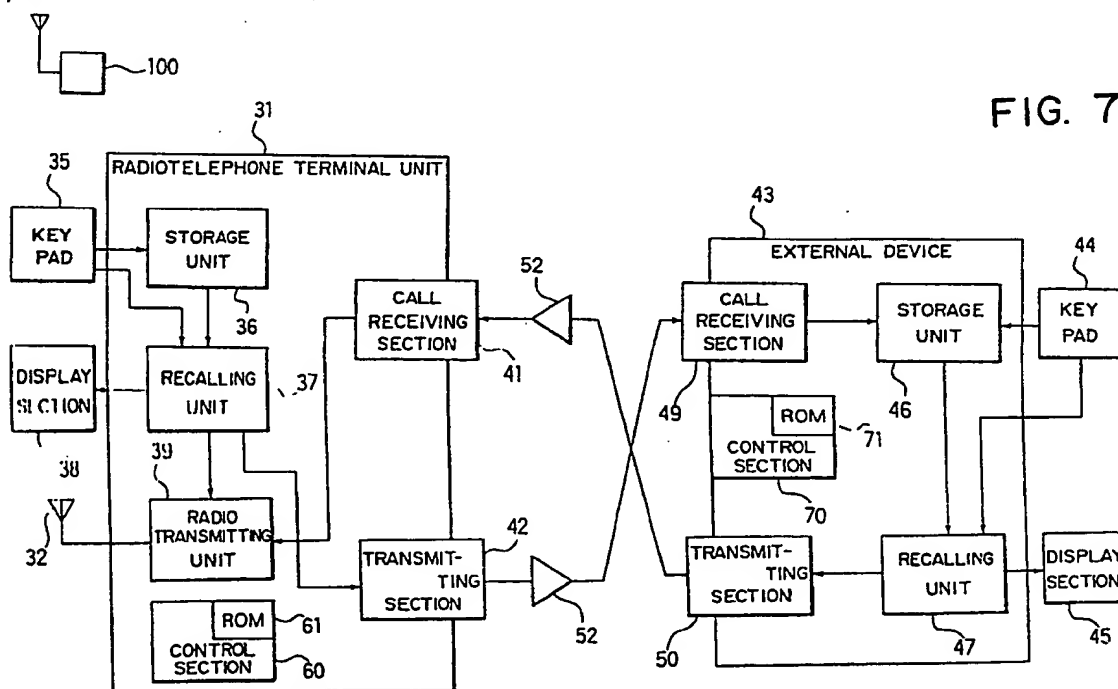 100
FIG. 7
31
RADIOTELEPHONE TERMINAL UNIT
35
KEY
PAD
STORAGE
UNIT
36
CALL
RECEIVING
SECTION
41
52
DISPLAY
SECTION
38
RECALLING
UNIT
37
39
32
RADIO
TRANSMITTING
UNIT
42
TRANSMIT-
TING
SECTION
52
ROM
61
CONTROL
SECTION
60
43
EXTERNAL DEVICE
44
CALL
RECEIVING
SECTION
49
STORAGE
UNIT
46
KEY
PAD
ROM
71
CONTROL
SECTION
70
TRANSMIT-
TING
SECTION
50
RECALLING
UNIT
47
DISPLAY
SECTION
45